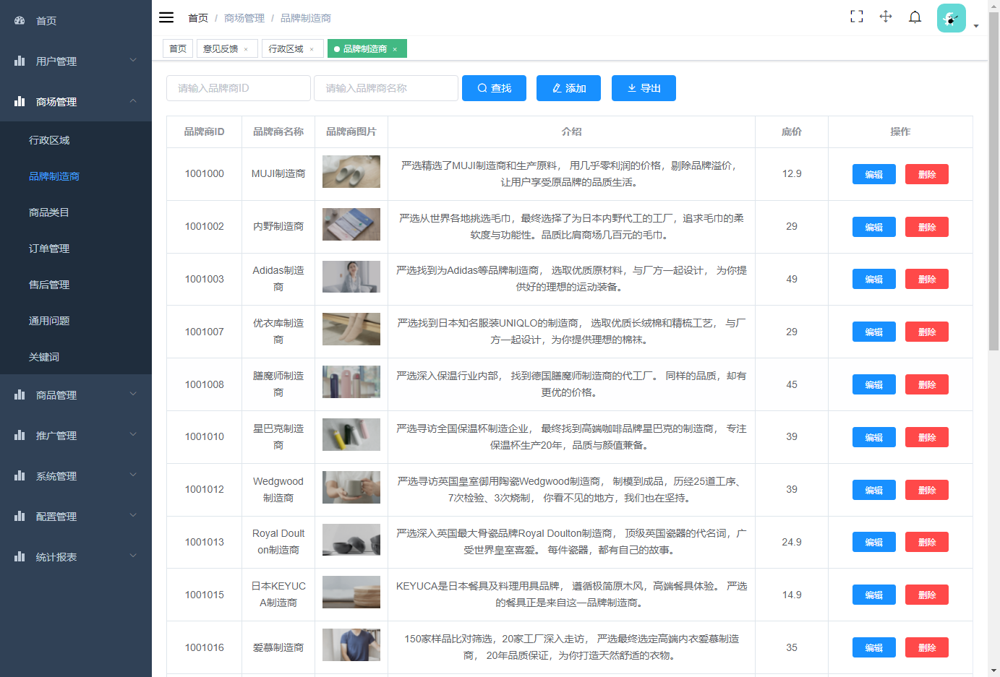 首页
用户管理
商场管理
行政区域
品牌制造商
商品类目
订单管理
售后管理
通用问题
关键词
商品管理
推广管理
系统管理
配置管理
统计报表
首页 / 商场管理 / 品牌制造商
首页 意见反馈 × 行政区域 × 品牌制造商 ×
请输入品牌商ID 请输入品牌商名称 查找 添加 导出
品牌商ID 品牌商名称 品牌商图片 介绍 底价 操作
1001000 MUJI制造商 严选精选了MUJI制造商和生产原料， 用几乎零利润的价格，剔除品牌溢价，
让用户享受原品牌的品质生活。 12.9 编辑 删除
1001002 内野制造商 严选从世界各地挑选毛巾，最终选择了为日本内野代工的工厂，追求毛巾的柔
软度与功能性。品质比肩商场几百元的毛巾。 29 编辑 删除
1001003 Adidas制造
商 严选找到为Adidas等品牌制造商， 选取优质原材料，与厂方一起设计， 为你提
供好的理想的运动装备。 49 编辑 删除
1001007 优衣库制造
商 严选找到日本知名服装UNIQLO的制造商， 选取优质长绒棉和精梳工艺， 与厂
方一起设计，为你提供理想的棉袜。 29 编辑 删除
1001008 膳魔师制造
商 严选深入保温行业内部， 找到德国膳魔师制造商的代工厂。 同样的品质，却有
更优的价格。 45 编辑 删除
1001010 星巴克制造
商 严选寻访全国保温杯制造企业， 最终找到高端咖啡品牌星巴克的制造商， 专注
保温杯生产20年，品质与颜值兼备。 39 编辑 删除
1001012 Wedgwood
制造商 严选寻访英国皇室御用陶瓷Wedgwood制造商， 制模到成品，历经25道工序、
7次检验、3次烧制， 你看不见的地方，我们也在坚持。 39 编辑 删除
1001013 Royal Doult
on制造商 严选深入英国最大骨瓷品牌Royal Doulton制造商， 顶级英国瓷器的代名词，广
受世界皇室喜爱。 每件瓷器，都有自己的故事。 24.9 编辑 删除
1001015 日本KEYUC
A制造商 KEYUCA是日本餐具及料理用具品牌， 遵循极简原木风，高端餐具体验。 严选
的餐具正是来自这一品牌制造商。 14.9 编辑 删除
1001016 爱慕制造商 150家样品比对筛选，20家工厂深入走访， 严选最终选定高端内衣爱慕制造
商， 20年品质保证，为你打造天然舒适的衣物。 35 编辑 删除